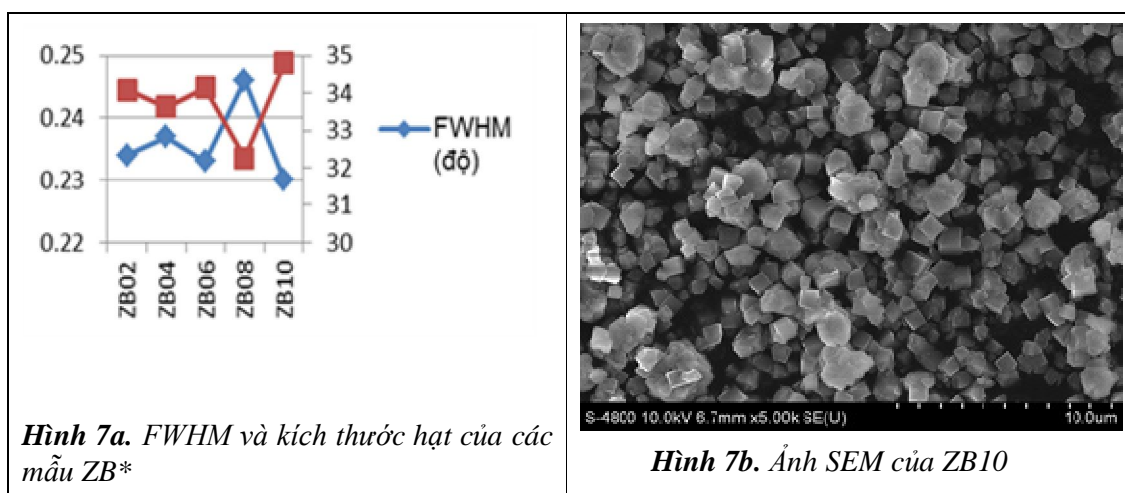 0.25
0.24
0.23
0.22
35
34
33
32
31
30
ZB02
ZB04
ZB06
ZB08
ZB10
FWHM
(độ)
Hình 7a. FWHM và kích thước hạt của các
mẫu ZB*
S-4800 10.0kV 6.7mm x5.00k SE(U)
10.0um
Hình 7b. Ảnh SEM của ZB10